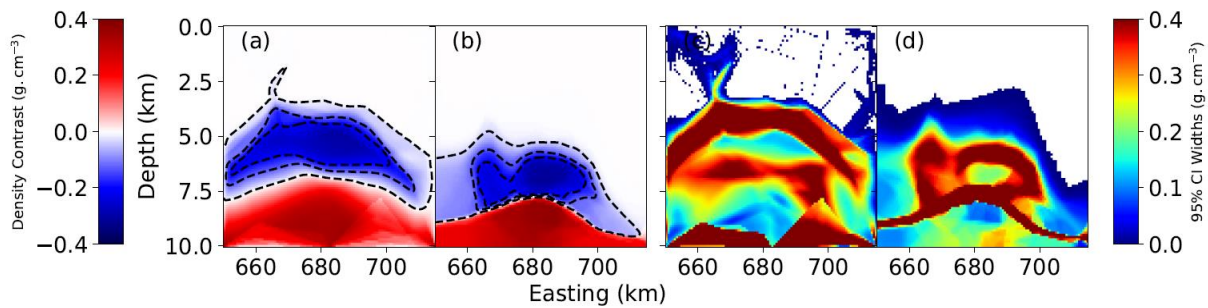 0.4
0.2
0.0
−0.2
−0.4
Density Contrast (g. cm−3)
0.0
2.5
5.0
7.5
10.0
Depth (km)
(a)
(b)
(c)
(d)
0.4
0.3
0.2
0.1
0.0
95% CI Widths (g. cm−3)
660 680 700 660 680 700 660 680 700 660 680 700
Easting (km)